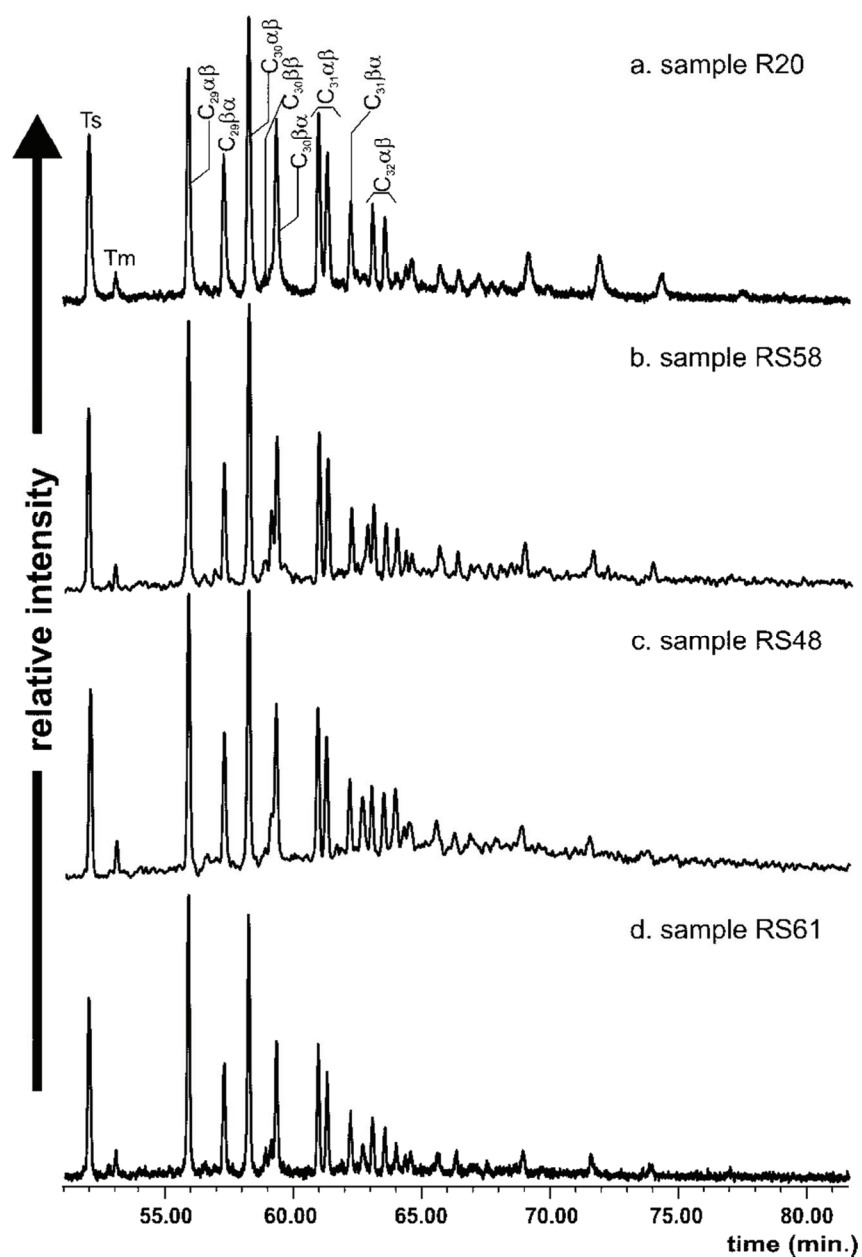 a. sample R20
Ts
Tm
C29αβ
C29βα
C30αβ
C30ββ
C30βα
C31αβ
C31βα
C32αβ
b. sample RS58
c. sample RS48
d. sample RS61
relative intensity
55.00 60.00 65.00 70.00 75.00 80.00
time (min.)